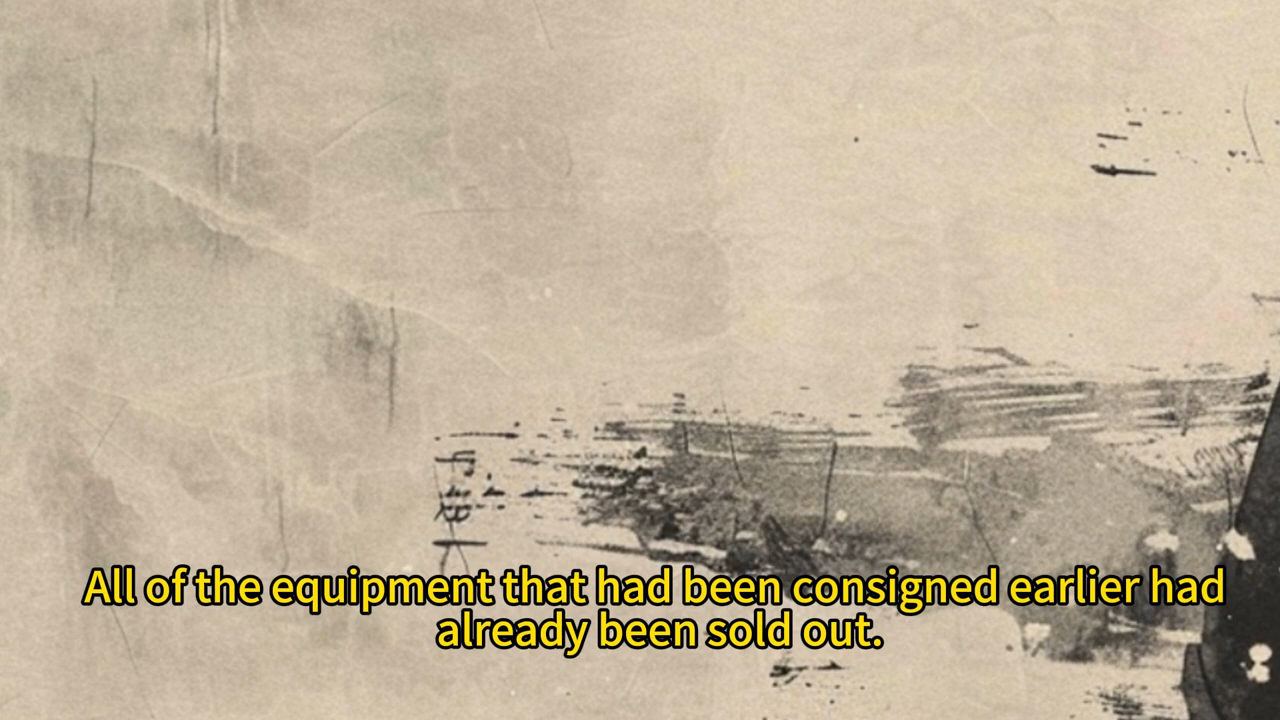 All of the equipment that had been consigned earlier had
already been sold out.